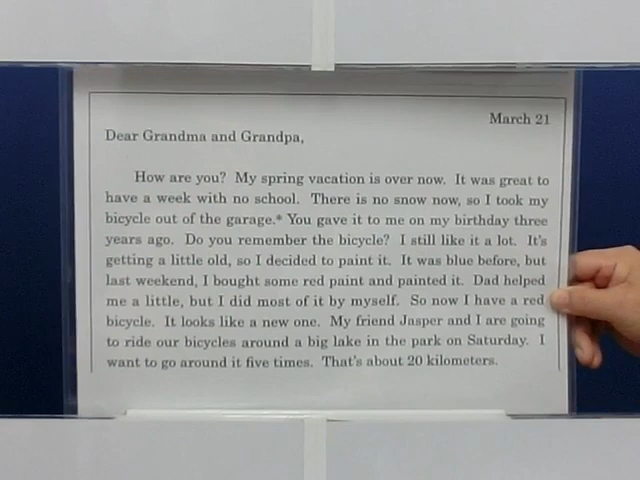 March 21
Dear Grandma and Grandpa,
How are you? My spring vacation is over now. It was great to
have a week with no school. There is no snow now, so I took my
bicycle out of the garage.* You gave it to me on my birthday three
years ago. Do you remember the bicycle? I still like it a lot. It's
getting a little old, so I decided to paint it. It was blue before, but
last weekend, I bought some red paint and painted it. Dad helped
me a little, but I did most of it by myself. So now I have a red
bicycle. It looks like a new one. My friend Jasper and I are going
to ride our bicycles around a big lake in the park on Saturday. I
want to go around it five times. That's about 20 kilometers.